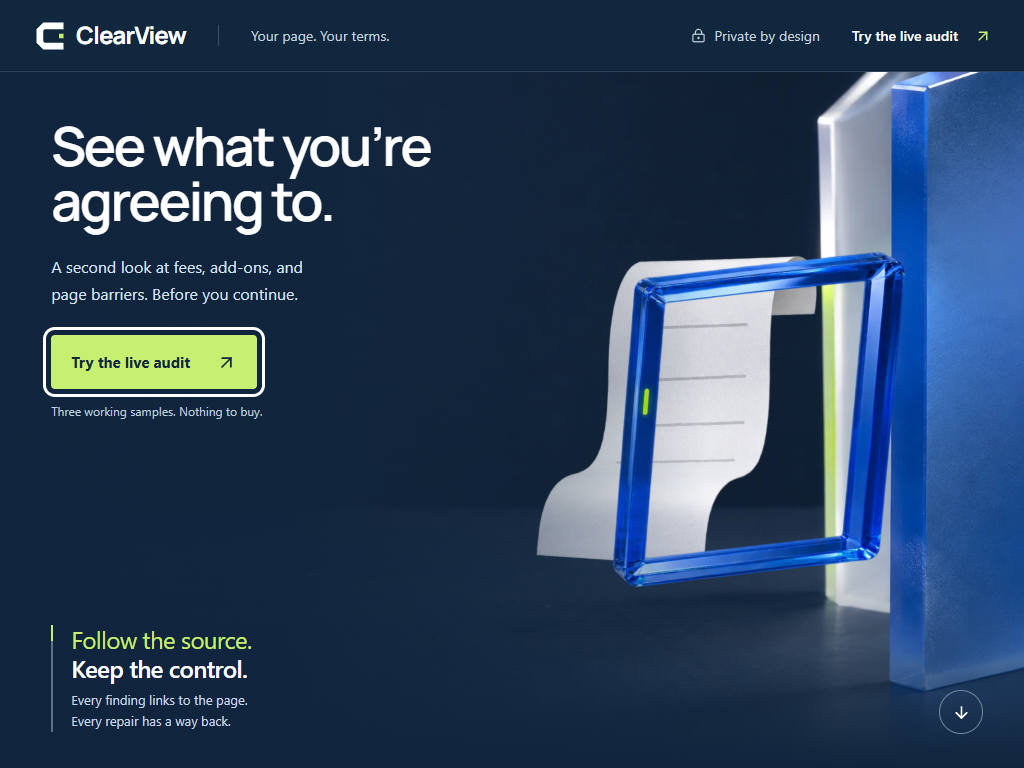 ClearView
Your page. Your terms.
Private by design
Try the live audit
See what you’re
agreeing to.
A second look at fees, add-ons, and
page barriers. Before you continue.
Try the live audit
Three working samples. Nothing to buy.
Follow the source.
Keep the control.
Every finding links to the page.
Every repair has a way back.